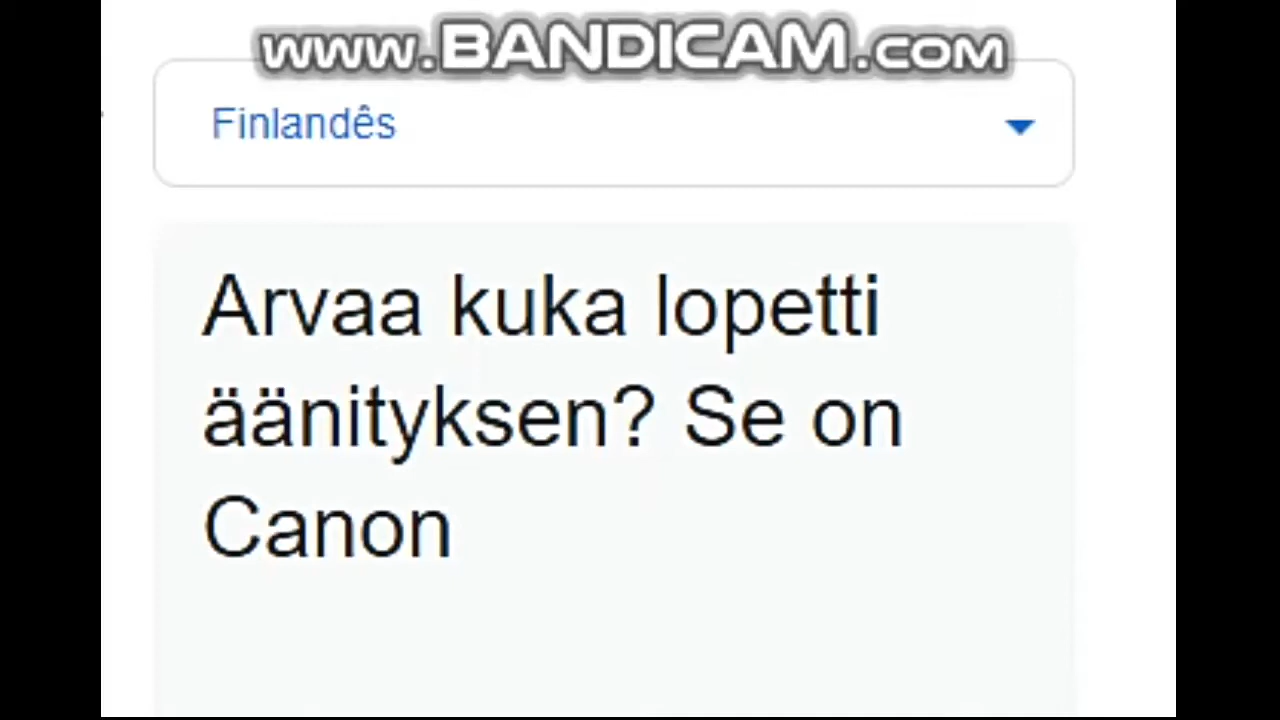 www.BANDICAM.com
Finlandês
Arvaa kuka lopetti
äänityksen? Se on
Canon